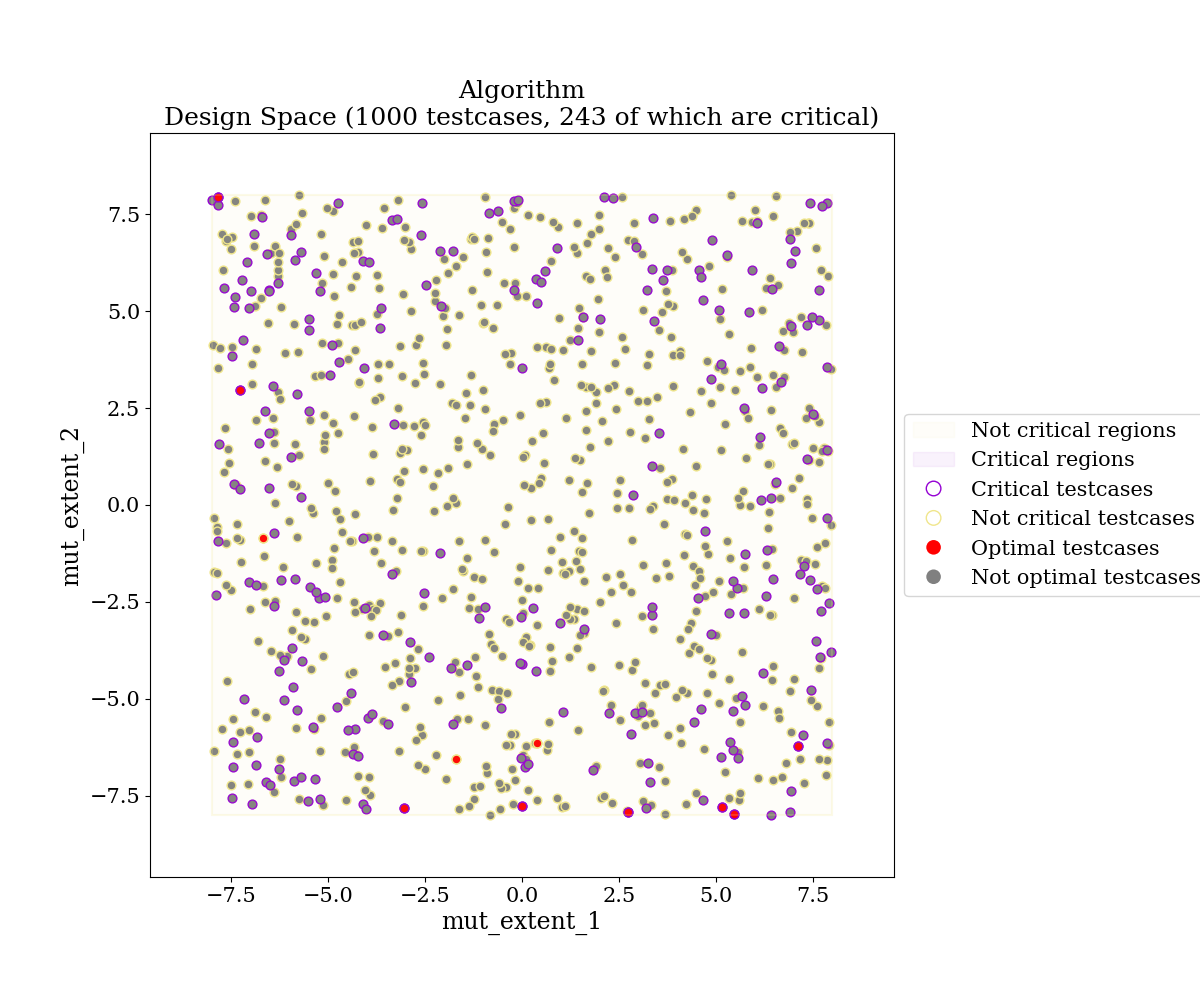 Algorithm
Design Space (1000 testcases, 243 of which are critical)
7.5
5.0
2.5
0.0
−2.5
−5.0
−7.5
mut_extent_2
−7.5
−5.0
−2.5
0.0
2.5
5.0
7.5
mut_extent_1
Not critical regions
Critical regions
Critical testcases
Not critical testcases
Optimal testcases
Not optimal testcases